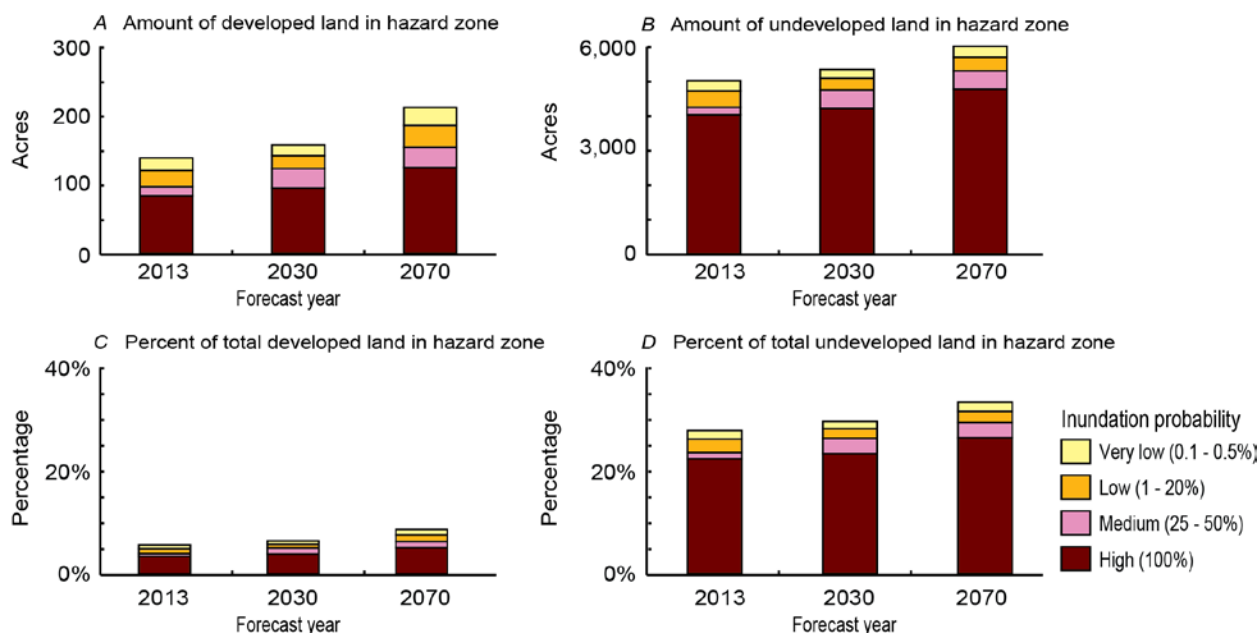 A Amount of developed land in hazard zone
300
200
100
0
Acres
2013 2030 2070
Forecast year
B Amount of undeveloped land in hazard zone
6,000
3,000
0
Acres
2013 2030 2070
Forecast year
C Percent of total developed land in hazard zone
40%
20%
0%
Percentage
2013 2030 2070
Forecast year
D Percent of total undeveloped land in hazard zone
40%
20%
0%
Percentage
2013 2030 2070
Forecast year
Inundation probability
Very low (0.1 - 0.5%)
Low (1 - 20%)
Medium (25 - 50%)
High (100%)